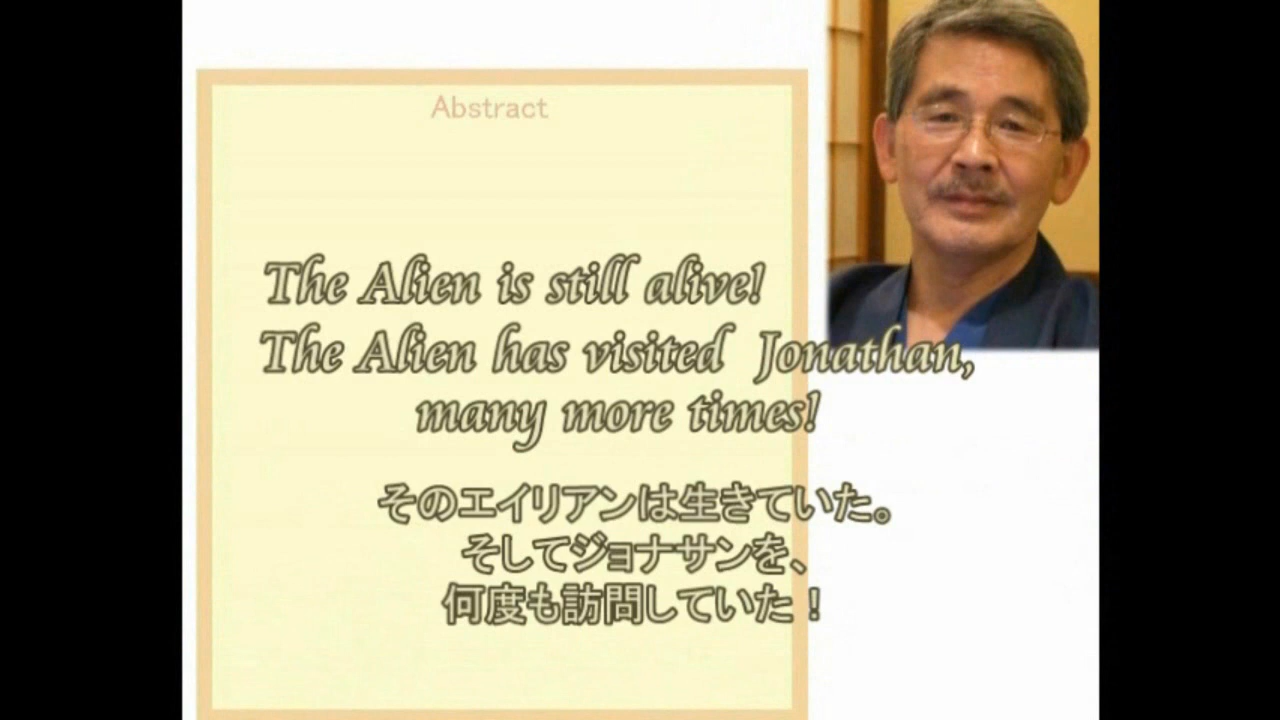 Abstract
The Alien is still alive!
The Alien has visited Jonathan,
many more times!
そのエイリアンは生きていた。
そしてジョナサンを、
何度も訪問していた！